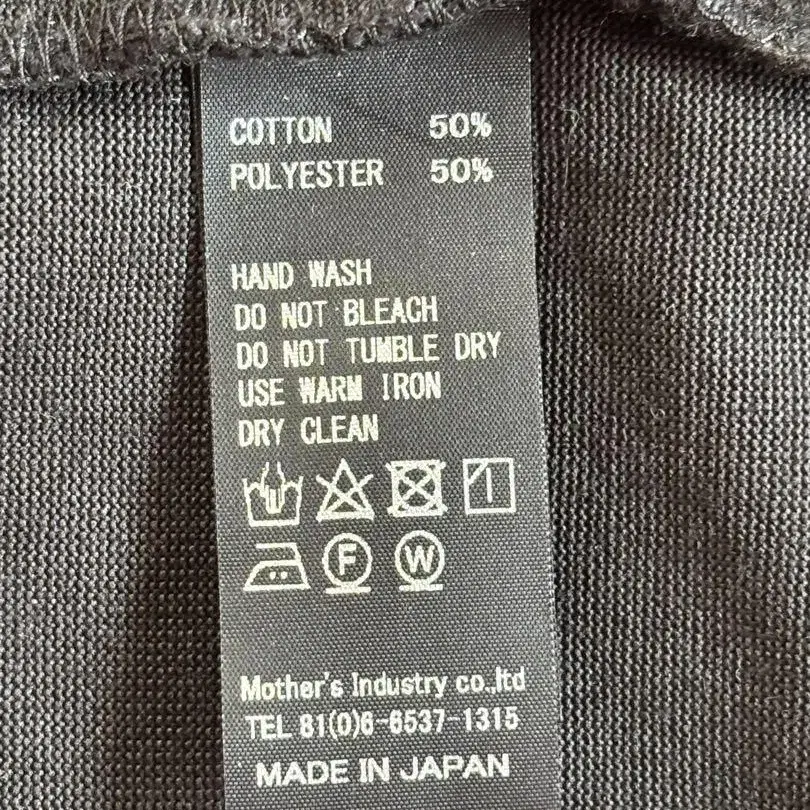 COTTON 50%
POLYESTER 50%
HAND WASH
DO NOT BLEACH
DO NOT TUMBLE DRY
USE WARM IRON
DRY CLEAN
F W
Mother's Industry co.,ltd
TEL 81(0)6-6537-1315
MADE IN JAPAN